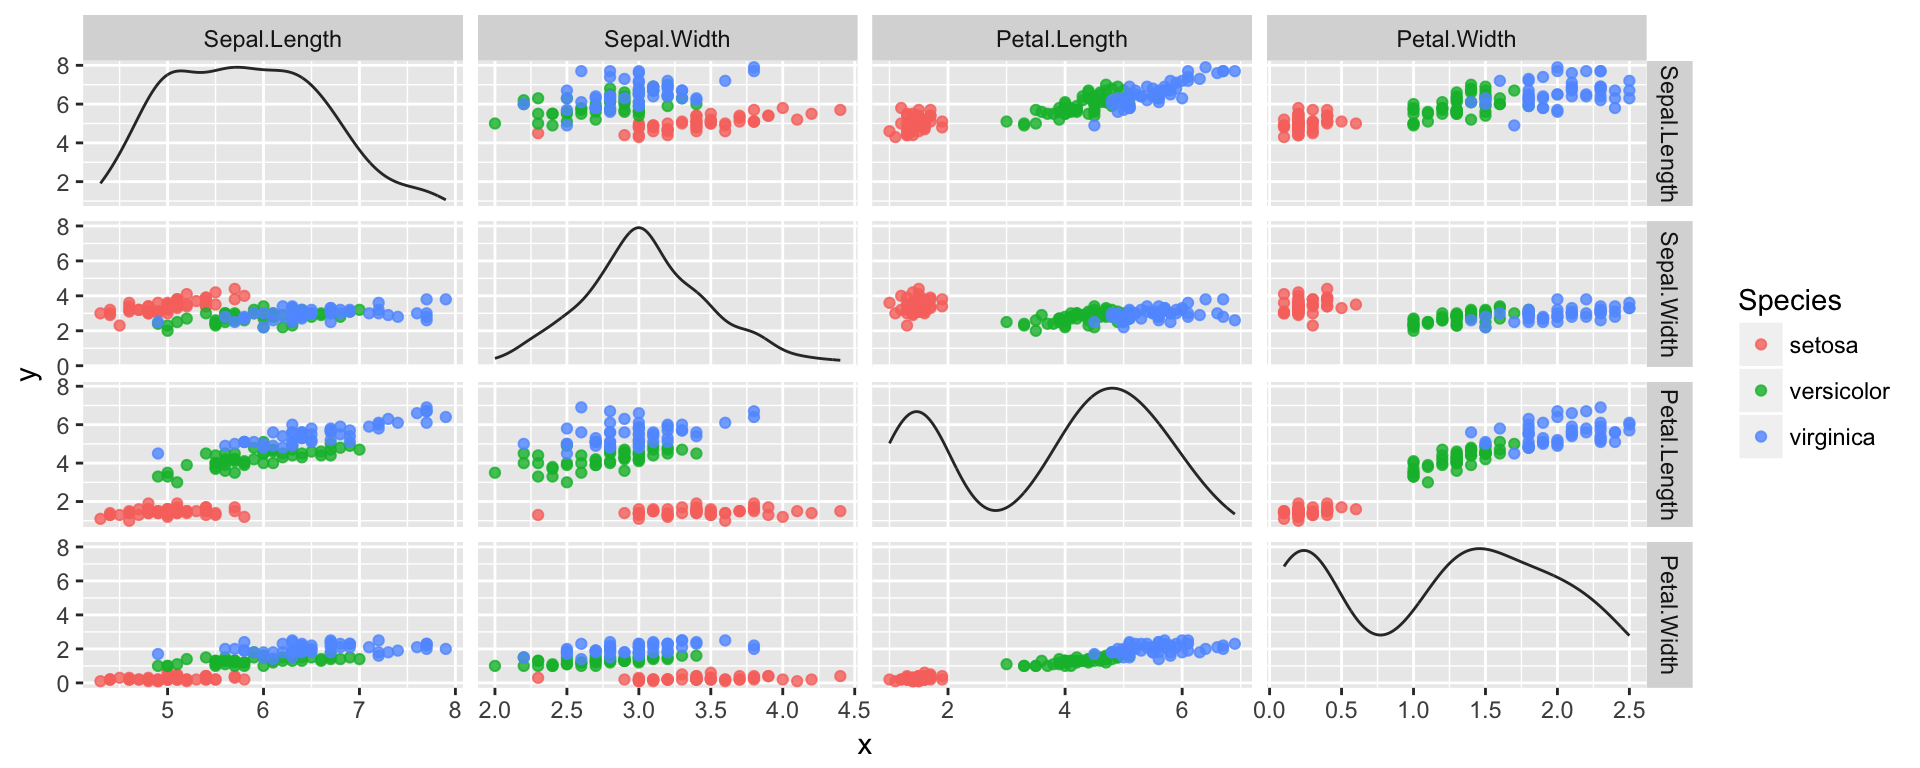 Sepal.Length Sepal.Width Petal.Length Petal.Width
8
6
4
2
Sepal.Length
8
6
4
2
0
Sepal.Width
8
6
4
2
Petal.Length
8
6
4
2
0
Petal.Width
5 6 7 8 2.0 2.5 3.0 3.5 4.0 4.5 2 4 6 0.0 0.5 1.0 1.5 2.0 2.5
x
y
Species
setosa
versicolor
virginica